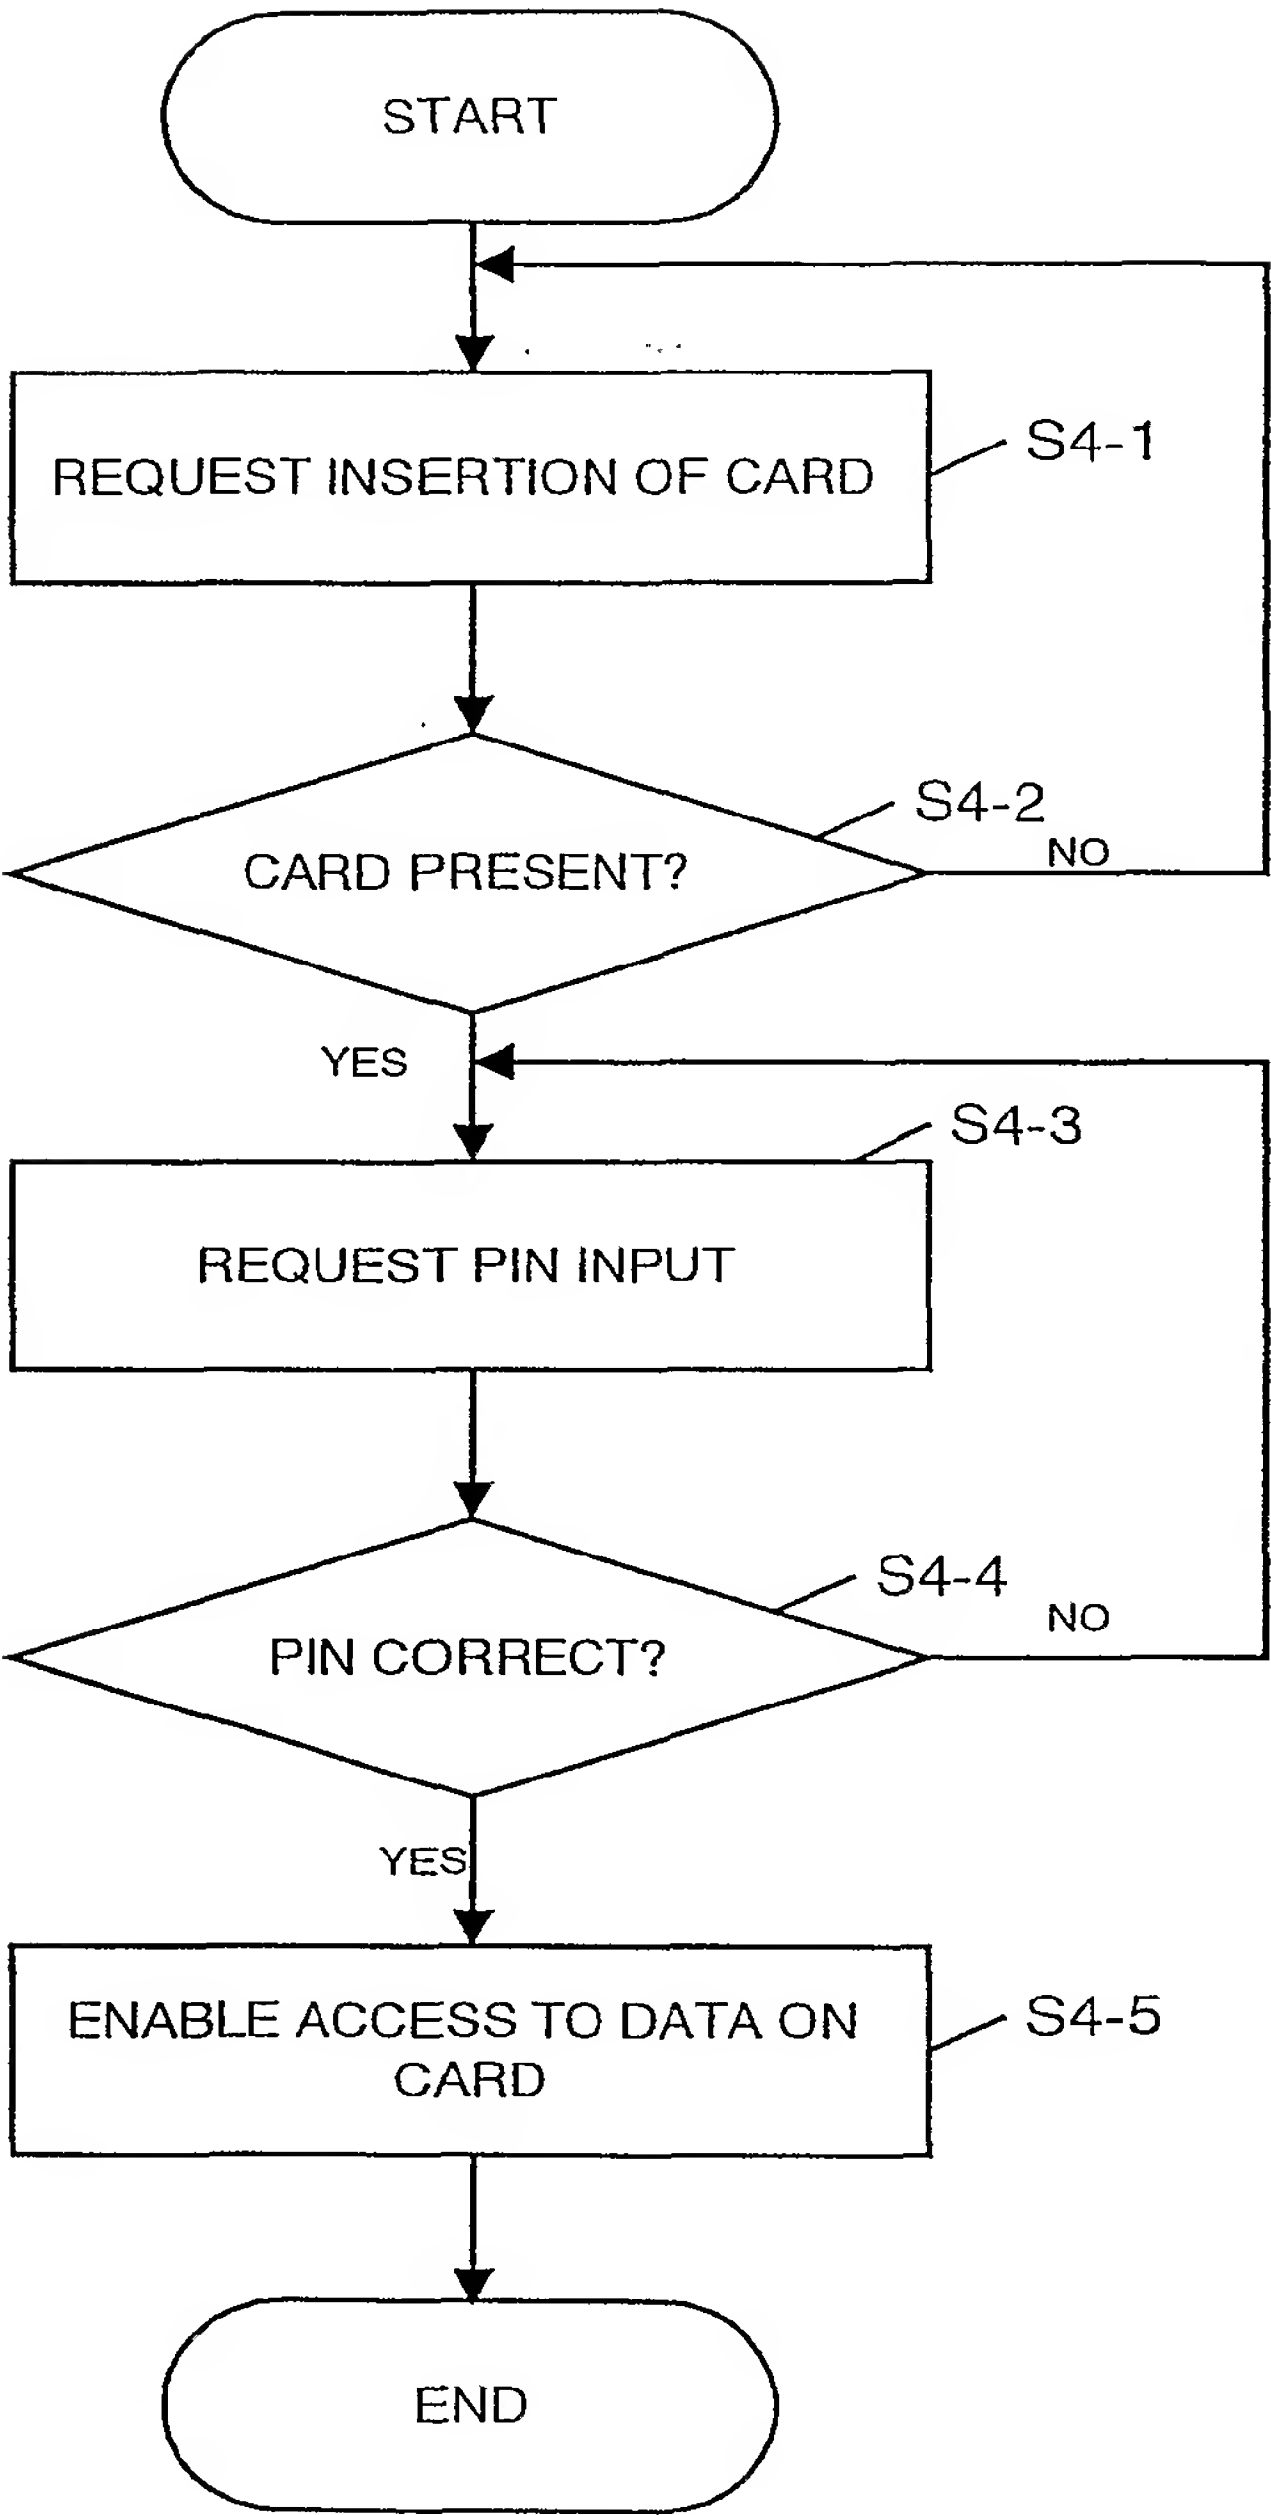 START
REQUEST INSERTION OF CARD
S4-1
S4-2
CARD PRESENT?
NO
YES
S4-3
REQUEST PIN INPUT
S4-4
NO
PIN CORRECT?
YES
ENABLE ACCESS TO DATA ON
CARD
S4-5
END